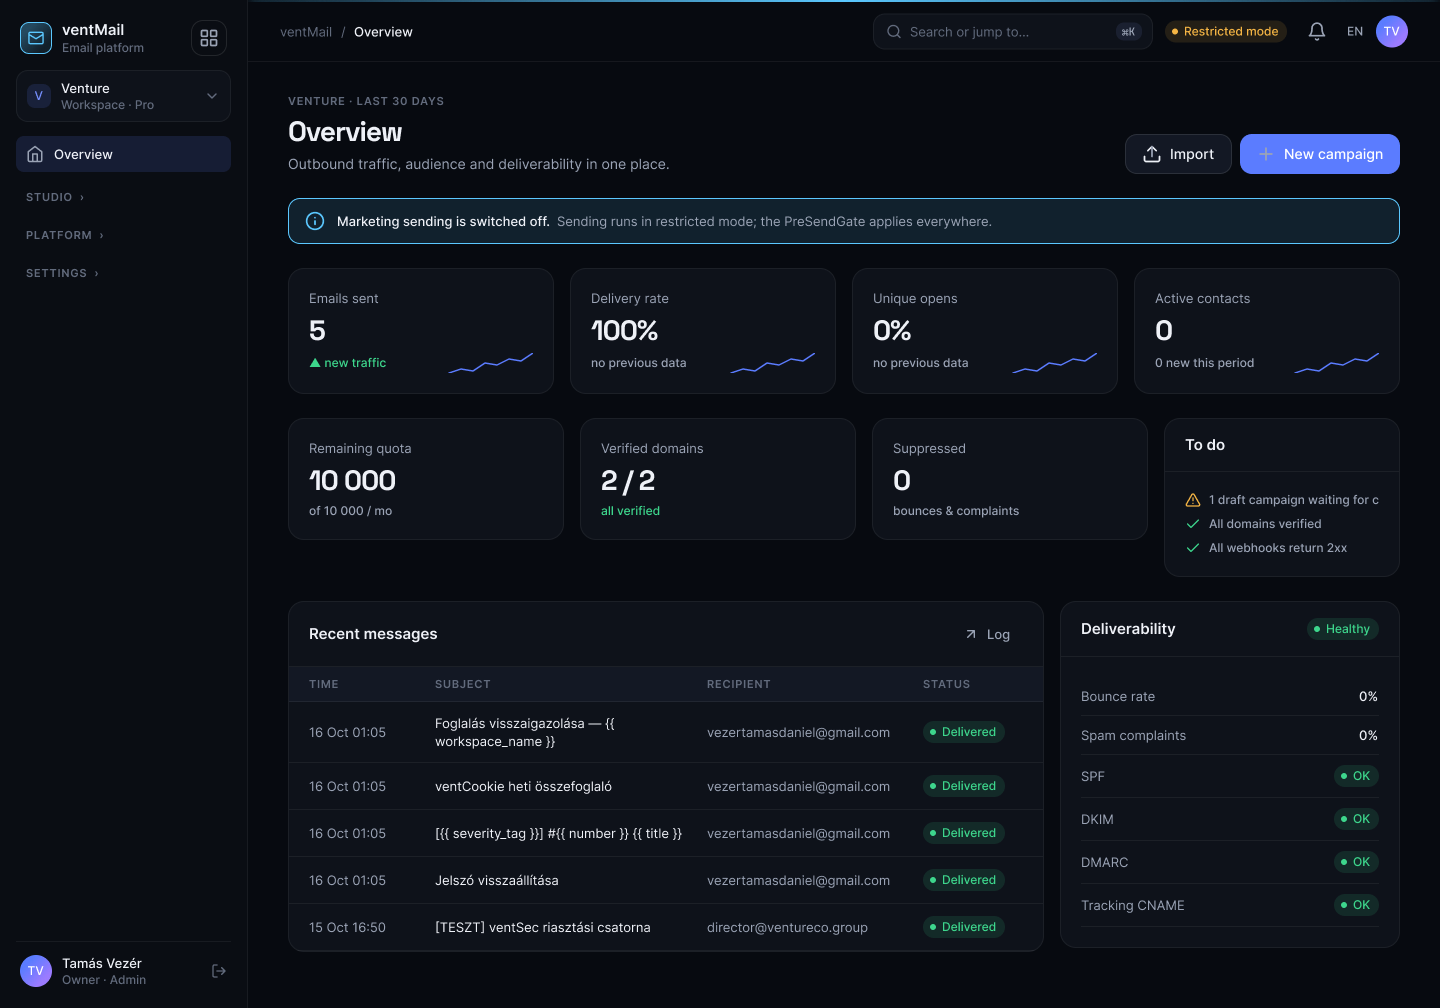 ventMail
Email platform
V
Venture
Workspace · Pro
Overview
STUDIO ›
PLATFORM ›
SETTINGS ›
TV
Tamás Vezér
Owner · Admin
ventMail / Overview
Search or jump to...
⌘K
Restricted mode
EN
TV
VENTURE · LAST 30 DAYS
Overview
Outbound traffic, audience and deliverability in one place.
Import
New campaign
Marketing sending is switched off. Sending runs in restricted mode; the PreSendGate applies everywhere.
Emails sent
5
▲ new traffic
Delivery rate
100%
no previous data
Unique opens
0%
no previous data
Active contacts
0
0 new this period
Remaining quota
10 000
of 10 000 / mo
Verified domains
2 / 2
all verified
Suppressed
0
bounces & complaints
To do
1 draft campaign waiting for c
All domains verified
All webhooks return 2xx
Recent messages
Log
TIME SUBJECT RECIPIENT STATUS
16 Oct 01:05 Foglalás visszaigazolása — {{
workspace_name }} vezertamasdaniel@gmail.com Delivered
16 Oct 01:05 ventCookie heti összefoglaló vezertamasdaniel@gmail.com Delivered
16 Oct 01:05 [{{ severity_tag }}] #{{ number }} {{ title }} vezertamasdaniel@gmail.com Delivered
16 Oct 01:05 Jelszó visszaállítása vezertamasdaniel@gmail.com Delivered
15 Oct 16:50 [TESZT] ventSec riasztási csatorna director@ventureco.group Delivered
Deliverability
Healthy
Bounce rate 0%
Spam complaints 0%
SPF OK
DKIM OK
DMARC OK
Tracking CNAME OK